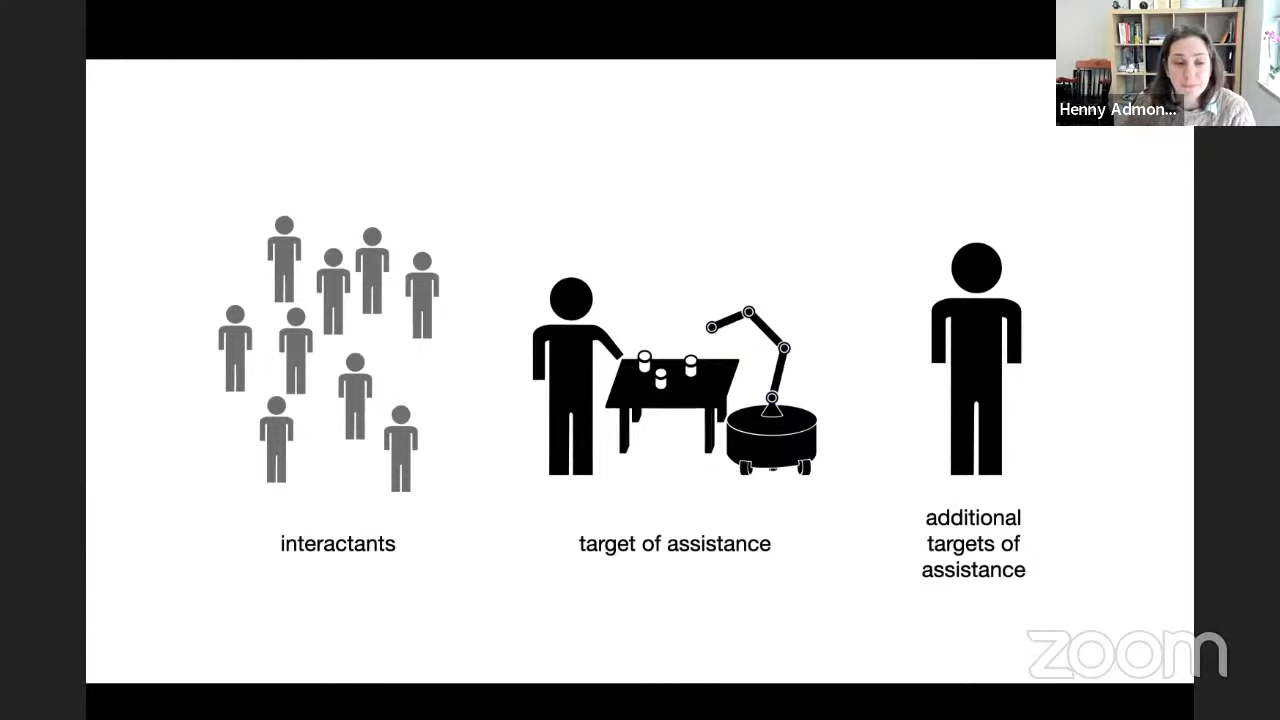 Henny Admon...
interactants
target of assistance
additional
targets of
assistance
zoom